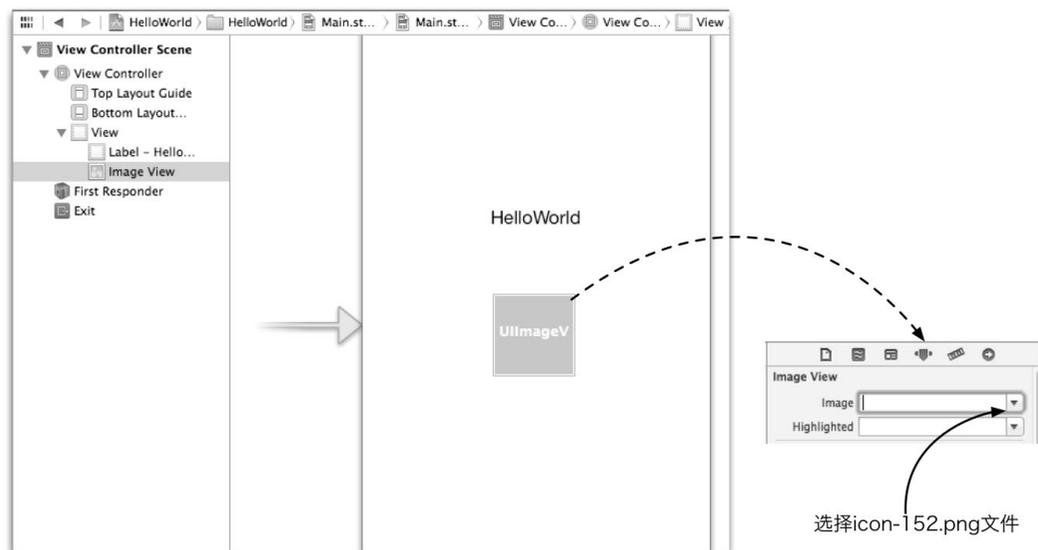 HelloWorld HelloWorld Main.st... Main.st... View Co... View Co... View
View Controller Scene
View Controller
Top Layout Guide
Bottom Layout...
View
Label – Hello...
Image View
First Responder
Exit
HelloWorld
UIImageV
Image View
Image
Highlighted
选择icon-152.png文件